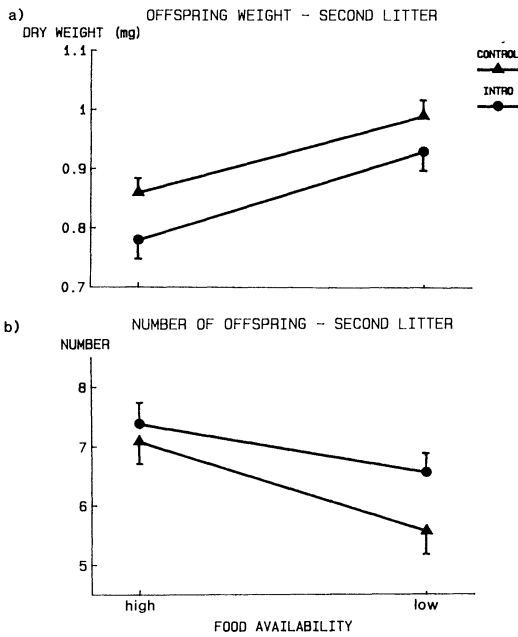 a) OFFSPRING WEIGHT - SECOND LITTER
DRY WEIGHT (mg)
1.1
CONTROL
INTRO
1
0.9
0.8
0.7
b) NUMBER OF OFFSPRING - SECOND LITTER
NUMBER
8
7
6
5
high low
FOOD AVAILABILITY